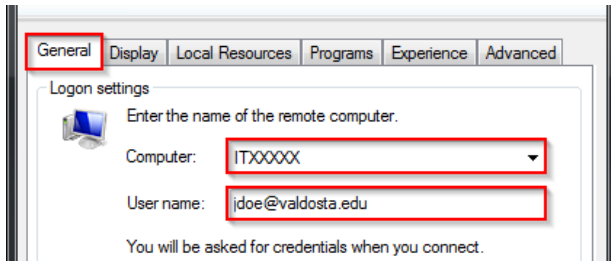 General Display Local Resources Programs Experience Advanced
Logon settings
Enter the name of the remote computer.
Computer: ITXXXXX
User name: jdoe@valdosta.edu
You will be asked for credentials when you connect.